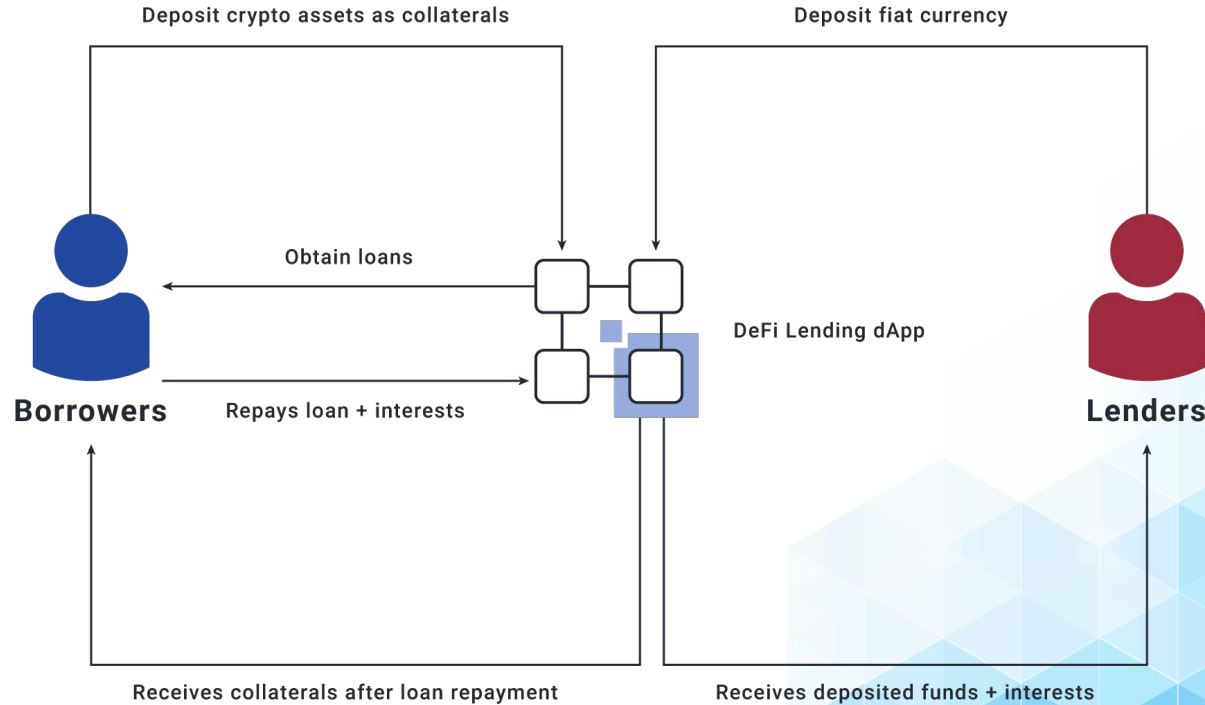 Deposit crypto assets as collaterals
Deposit fiat currency
Obtain loans
DeFi Lending dApp
Borrowers
Repays loan + interests
Lenders
Receives collaterals after loan repayment
Receives deposited funds + interests